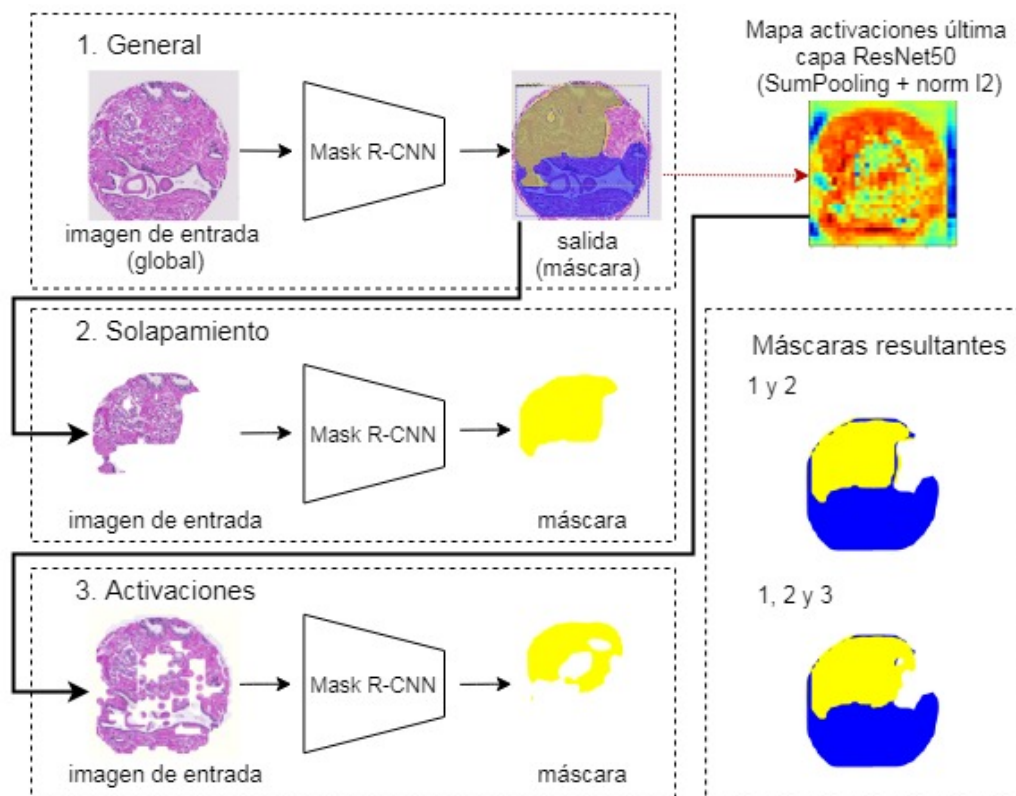 1. General
Mask R-CNN
imagen de entrada
(global)
salida
(máscara)
Mapa activaciones última
capa ResNet50
(SumPooling + norm l2)
2. Solapamiento
Mask R-CNN
imagen de entrada
máscara
3. Activaciones
Mask R-CNN
imagen de entrada
máscara
Máscaras resultantes
1 y 2
1, 2 y 3